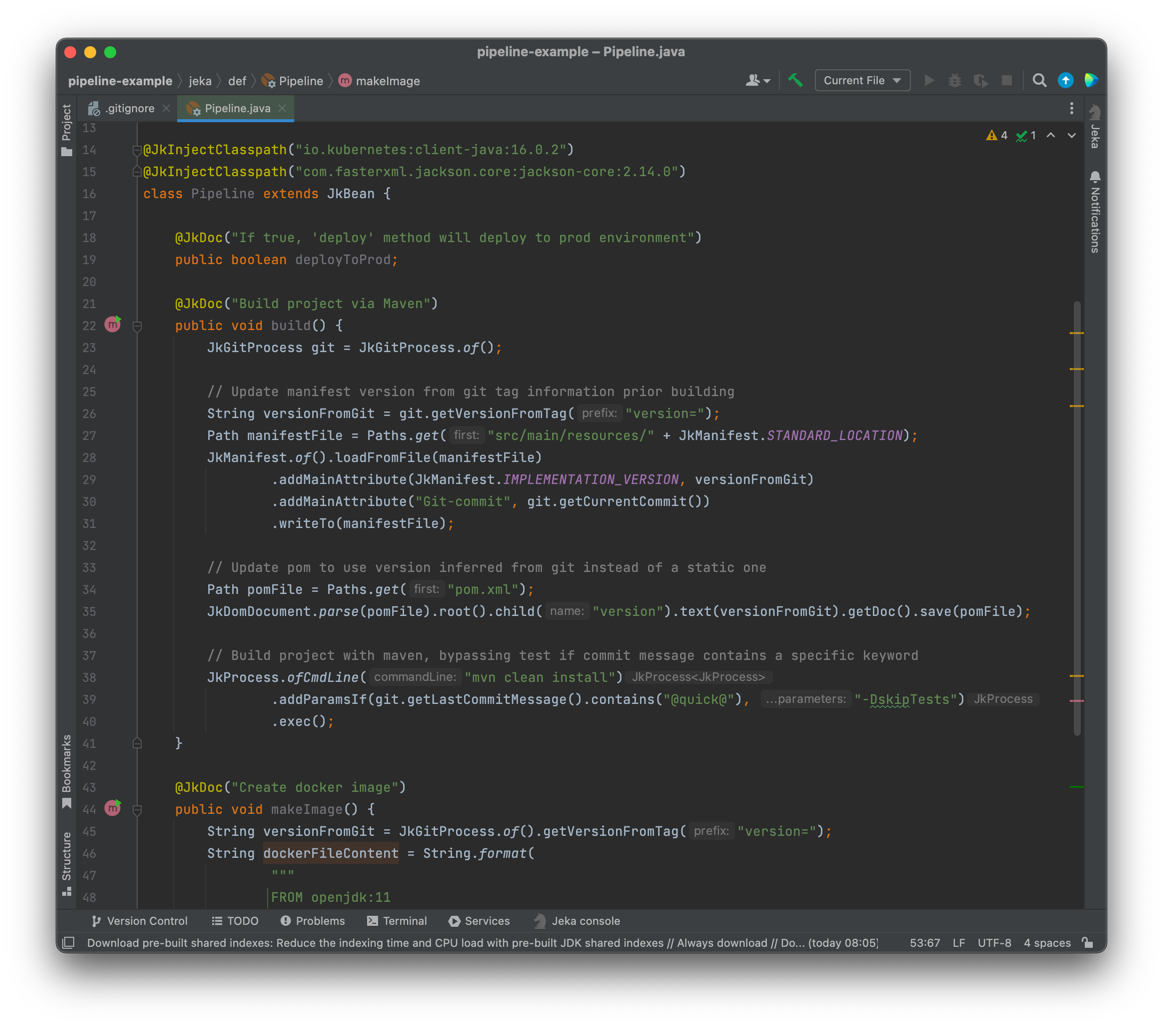 pipeline-example – Pipeline.java
pipeline-example jeka def Pipeline m makeImage Current File
Project .gitignore Pipeline.java Jeka
Notifications
4 1
13
14 @JkInjectClasspath("io.kubernetes:client-java:16.0.2")
15 @JkInjectClasspath("com.fasterxml.jackson.core:jackson-core:2.14.0")
16 class Pipeline extends JkBean {
17
18 @JkDoc("If true, 'deploy' method will deploy to prod environment")
19 public boolean deployToProd;
20
21 @JkDoc("Build project via Maven")
22 m public void build() {
23 JkGitProcess git = JkGitProcess.of();
24
25 // Update manifest version from git tag information prior building
26 String versionFromGit = git.getVersionFromTag( prefix: "version=");
27 Path manifestFile = Paths.get( first: "src/main/resources/" + JkManifest.STANDARD_LOCATION);
28 JkManifest.of().loadFromFile(manifestFile)
29 .addMainAttribute(JkManifest.IMPLEMENTATION_VERSION, versionFromGit)
30 .addMainAttribute("Git-commit", git.getCurrentCommit())
31 .writeTo(manifestFile);
32
33 // Update pom to use version inferred from git instead of a static one
34 Path pomFile = Paths.get( first: "pom.xml");
35 JkDomDocument.parse(pomFile).root().child( name: "version").text(versionFromGit).getDoc().save(pomFile);
36
37 // Build project with maven, bypassing test if commit message contains a specific keyword
38 JkProcess.ofCmdLine( commandLine: "mvn clean install") JkProcess<JkProcess>
39 .addParamsIf(git.getLastCommitMessage().contains("@quick@"), ...parameters: "-DskipTests") JkProcess
40 .exec();
41 }
42
43 @JkDoc("Create docker image")
44 m public void makeImage() {
45 String versionFromGit = JkGitProcess.of().getVersionFromTag( prefix: "version=");
46 String dockerFileContent = String.format(
47 """
48 FROM openjdk:11
Bookmarks
Structure
Version Control TODO Problems Terminal Services Jeka console
Download pre-built shared indexes: Reduce the indexing time and CPU load with pre-built JDK shared indexes // Always download // Do... (today 08:05) 53:67 LF UTF-8 4 spaces